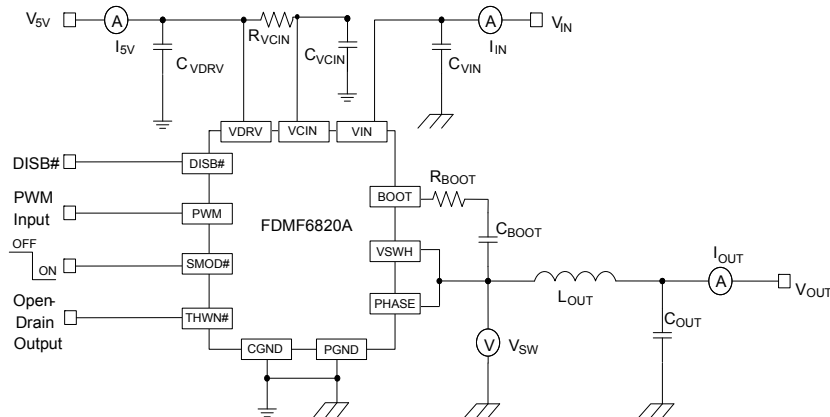 V5V
A
I5V
RVCIN
CVDRV
CVCIN
CVIN
A
IIN
VIN
VDRV
VCIN
VIN
DISB#
DISB#
PWM
Input
PWM
OFF
ON
SMOD#
Open-
Drain
Output
THWN#
FDMF6820A
BOOT
RBOOT
CBOOT
VSWH
PHASE
CGND
PGND
V
VSW
LOUT
COUT
IOUT
A
VOUT